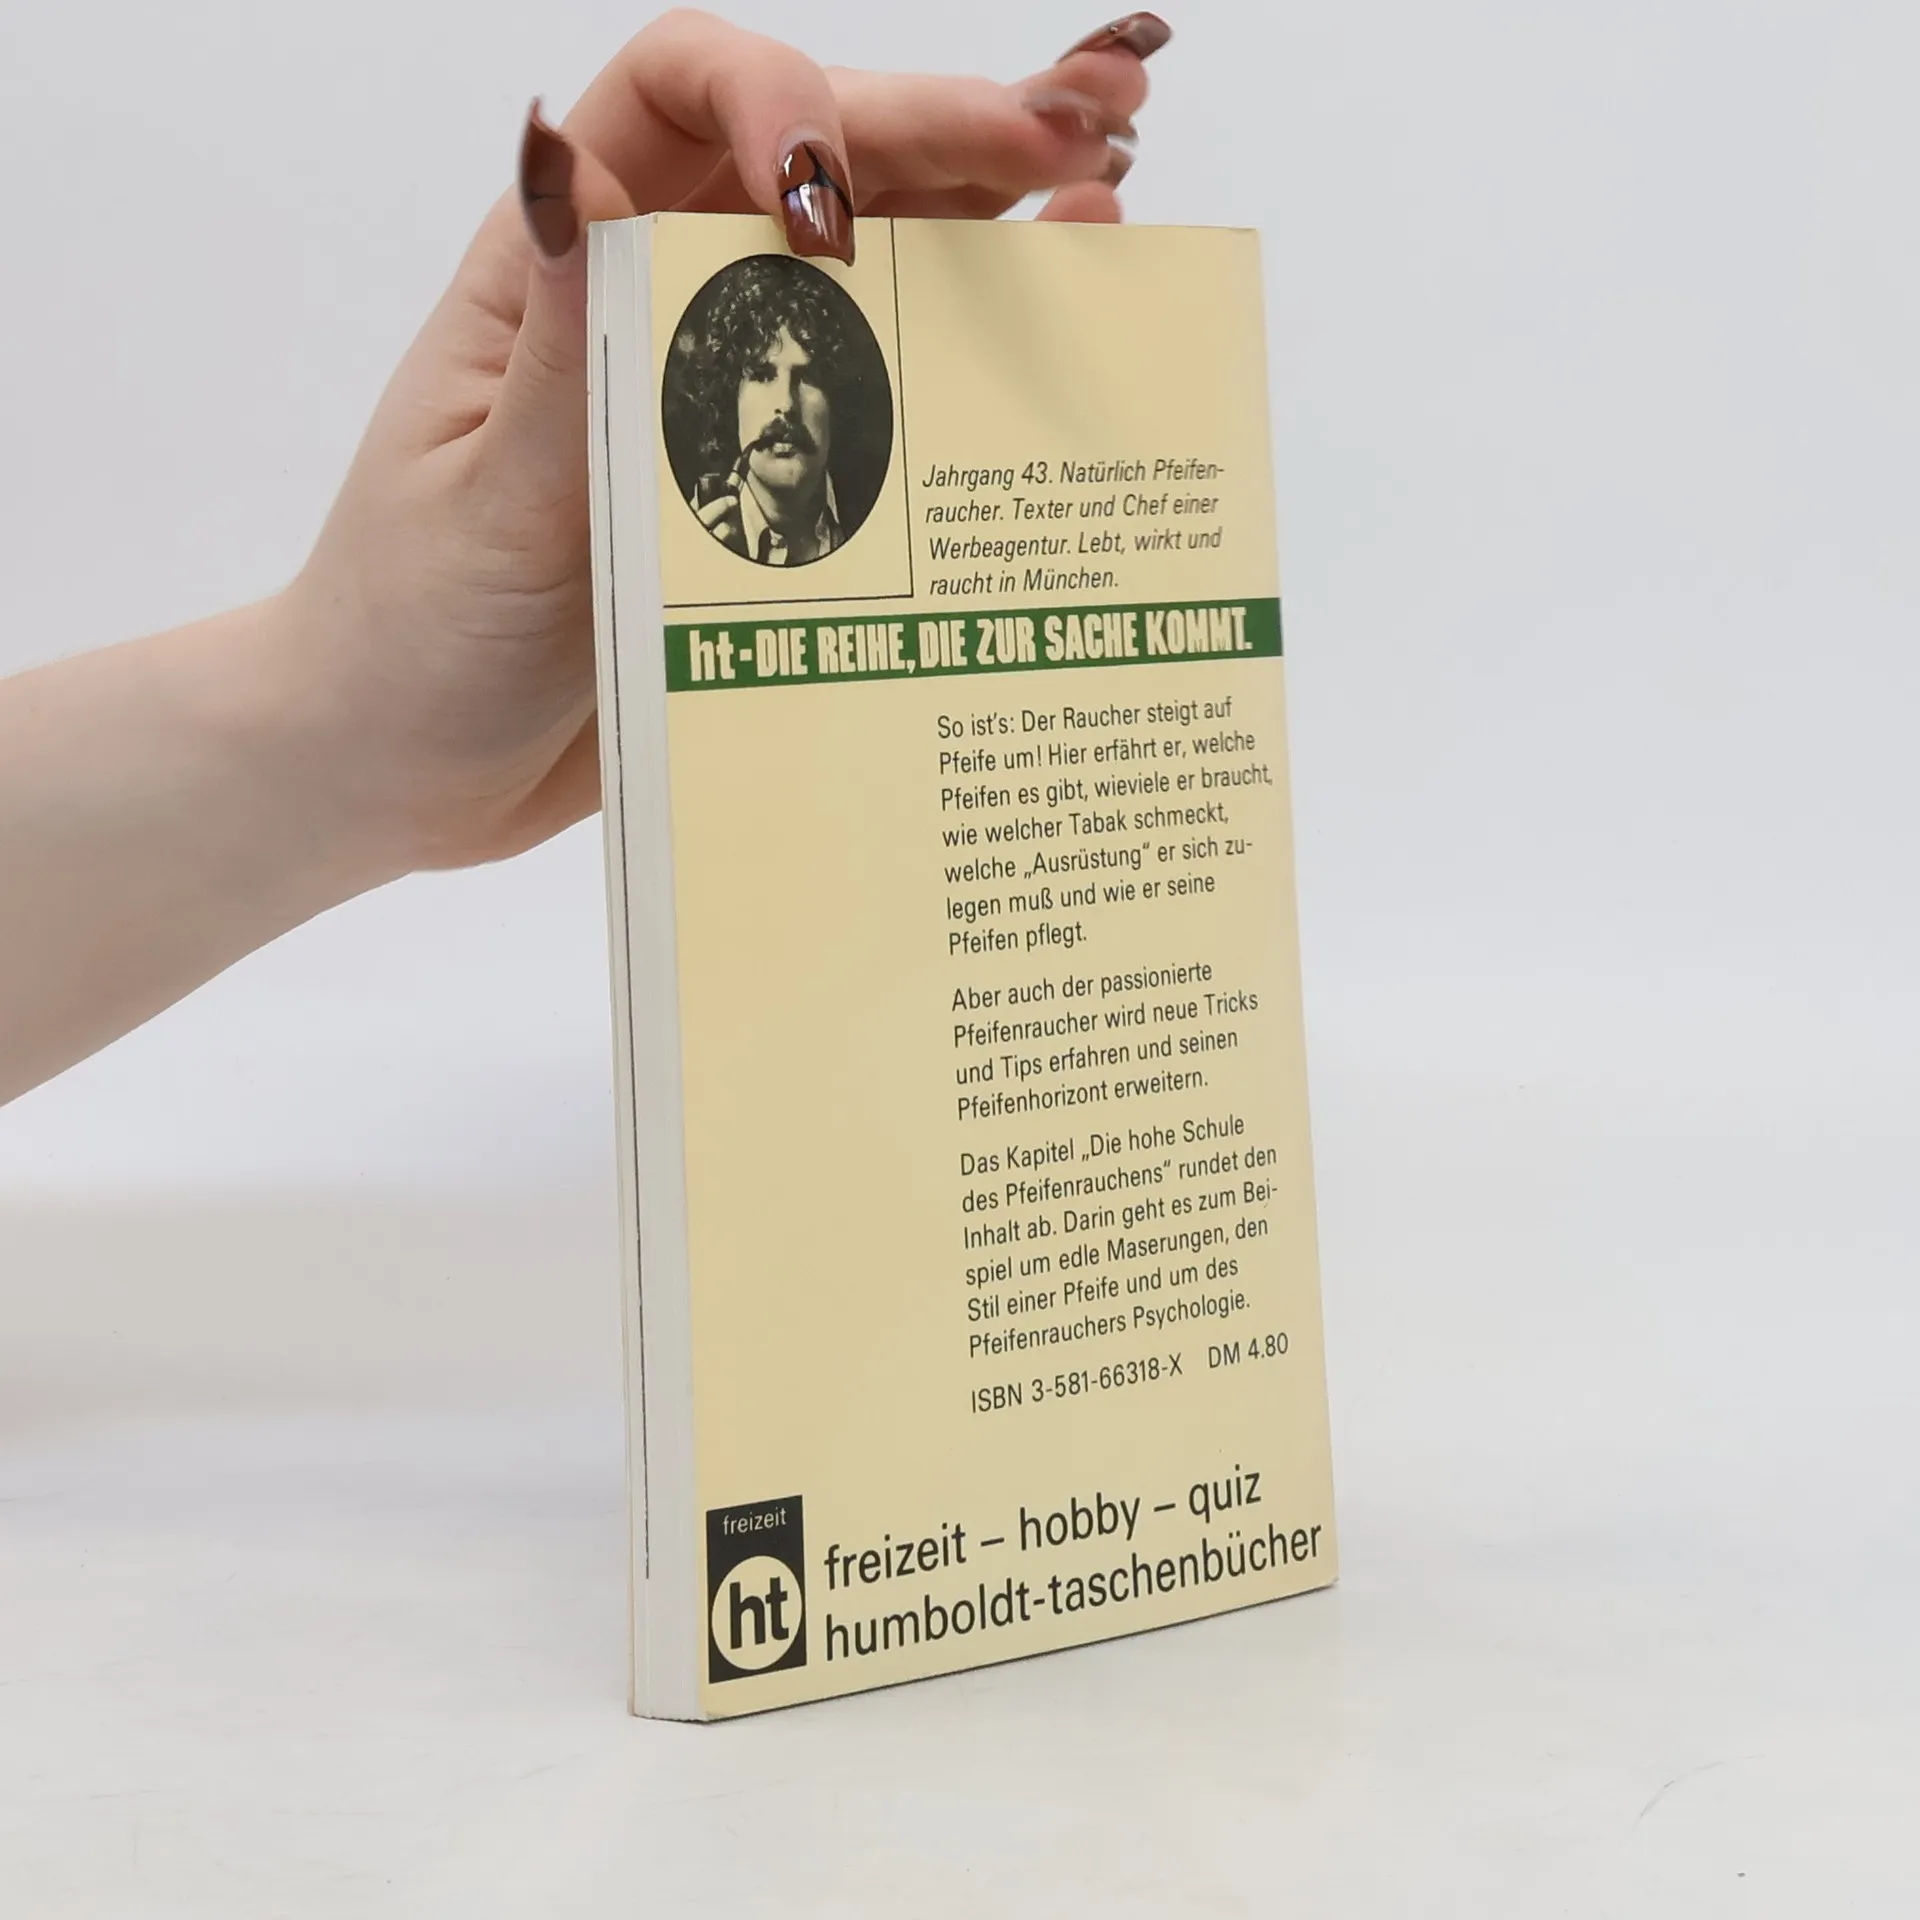 Jahrgang 43. Natürlich Pfeifen-
raucher. Texter und Chef einer
Werbeagentur. Lebt, wirkt und
raucht in München.
ht-DIE REIHE, DIE ZUR SACHE KOMMT.
So ist's: Der Raucher steigt auf
Pfeife um! Hier erfährt er, welche
Pfeifen es gibt, wieviele er braucht,
wie welcher Tabak schmeckt,
welche „Ausrüstung“ er sich zu-
legen muß und wie er seine
Pfeifen pflegt.
Aber auch der passionierte
Pfeifenraucher wird neue Tricks
und Tips erfahren und seinen
Pfeifenhorizont erweitern.
Das Kapitel „Die hohe Schule
des Pfeifenrauchens“ rundet den
Inhalt ab. Darin geht es zum Bei-
spiel um edle Maserungen, den
Stil einer Pfeife und um des
Pfeifenrauchers Psychologie.
ISBN 3-581-66318-X DM 4.80
freizeit
ht
freizeit – hobby – quiz
humboldt-taschenbücher